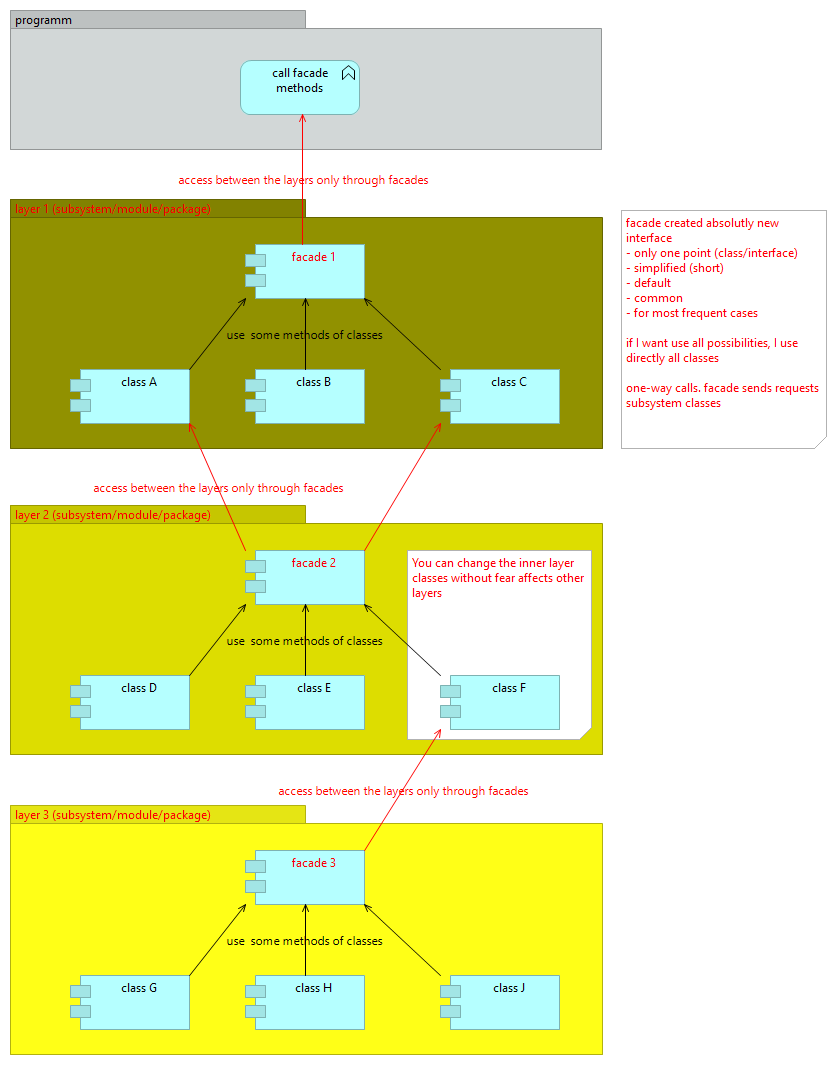 programm
call facade
methods
access between the layers only through facades
layer 1 (subsystem/module/package)
facade 1
use  some methods of classes
class A
class B
class C
facade created absolutly new
interface
- only one point (class/interface)
- simplified (short)
- default
- common
- for most frequent cases
if I want use all possibilities, I use
directly all classes
one-way calls. facade sends requests
subsystem classes
access between the layers only through facades
layer 2 (subsystem/module/package)
facade 2
You can change the inner layer
classes without fear affects other
layers
use  some methods of classes
class D
class E
class F
access between the layers only through facades
layer 3 (subsystem/module/package)
facade 3
use  some methods of classes
class G
class H
class J